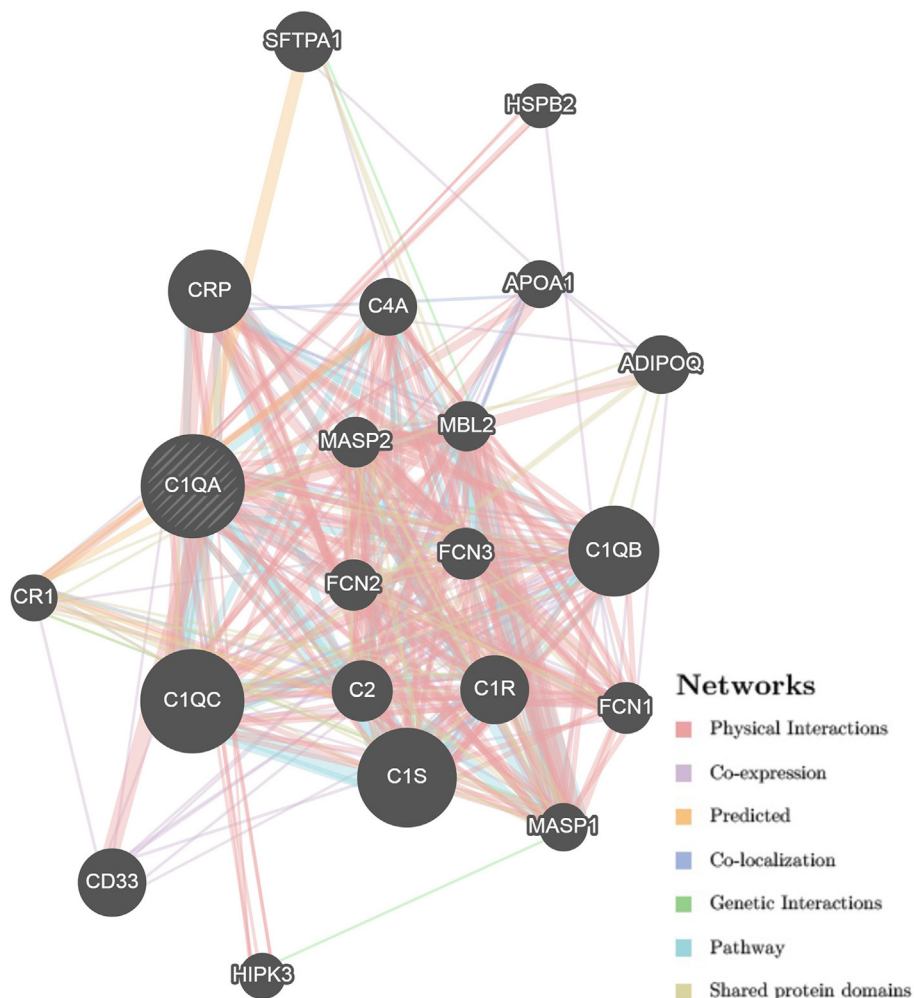 SFTPA1
HSPB2
CRP
C4A
APOA1
ADIPOQ
MASP2
MBL2
C1QA
FCN3
C1QB
FCN2
CR1
C1QC
C2
C1R
FCN1
C1S
MASP1
CD33
HIPK3
Networks
Physical Interactions
Co-expression
Predicted
Co-localization
Genetic Interactions
Pathway
Shared protein domains